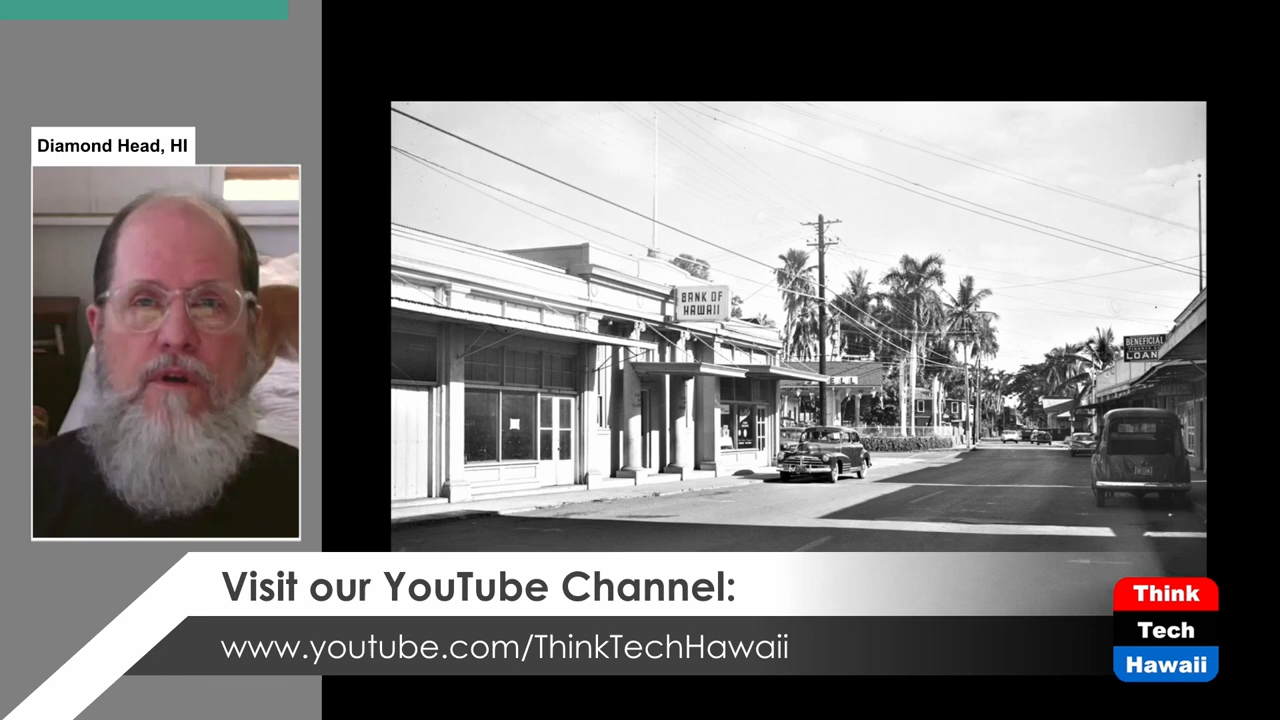 Diamond Head, HI
BANK OF
HAWAII
BENEFICIAL
LOAN
Visit our YouTube Channel:
www.youtube.com/ThinkTechHawaii
Think
Tech
Hawaii